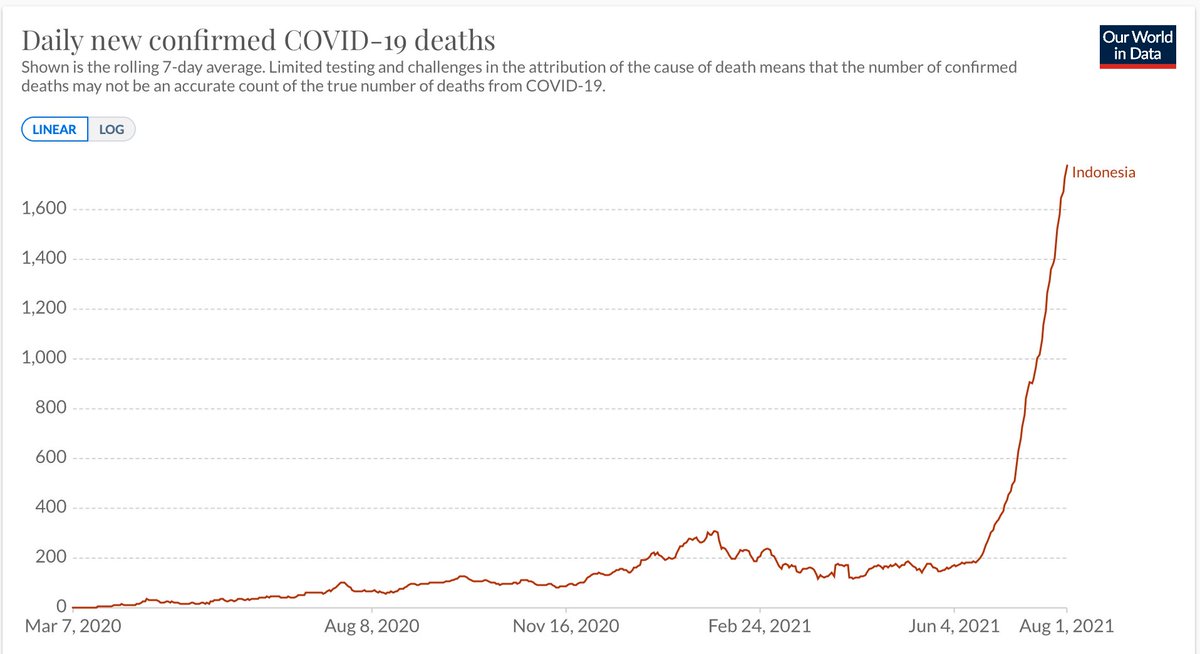 Daily new confirmed COVID-19 deaths
Our World
in Data
Shown is the rolling 7-day average. Limited testing and challenges in the attribution of the cause of death means that the number of confirmed
deaths may not be an accurate count of the true number of deaths from COVID-19.
LINEAR LOG
Indonesia
1,600
1,400
1,200
1,000
800
600
400
200
0
Mar 7, 2020 Aug 8, 2020 Nov 16, 2020 Feb 24, 2021 Jun 4, 2021 Aug 1, 2021